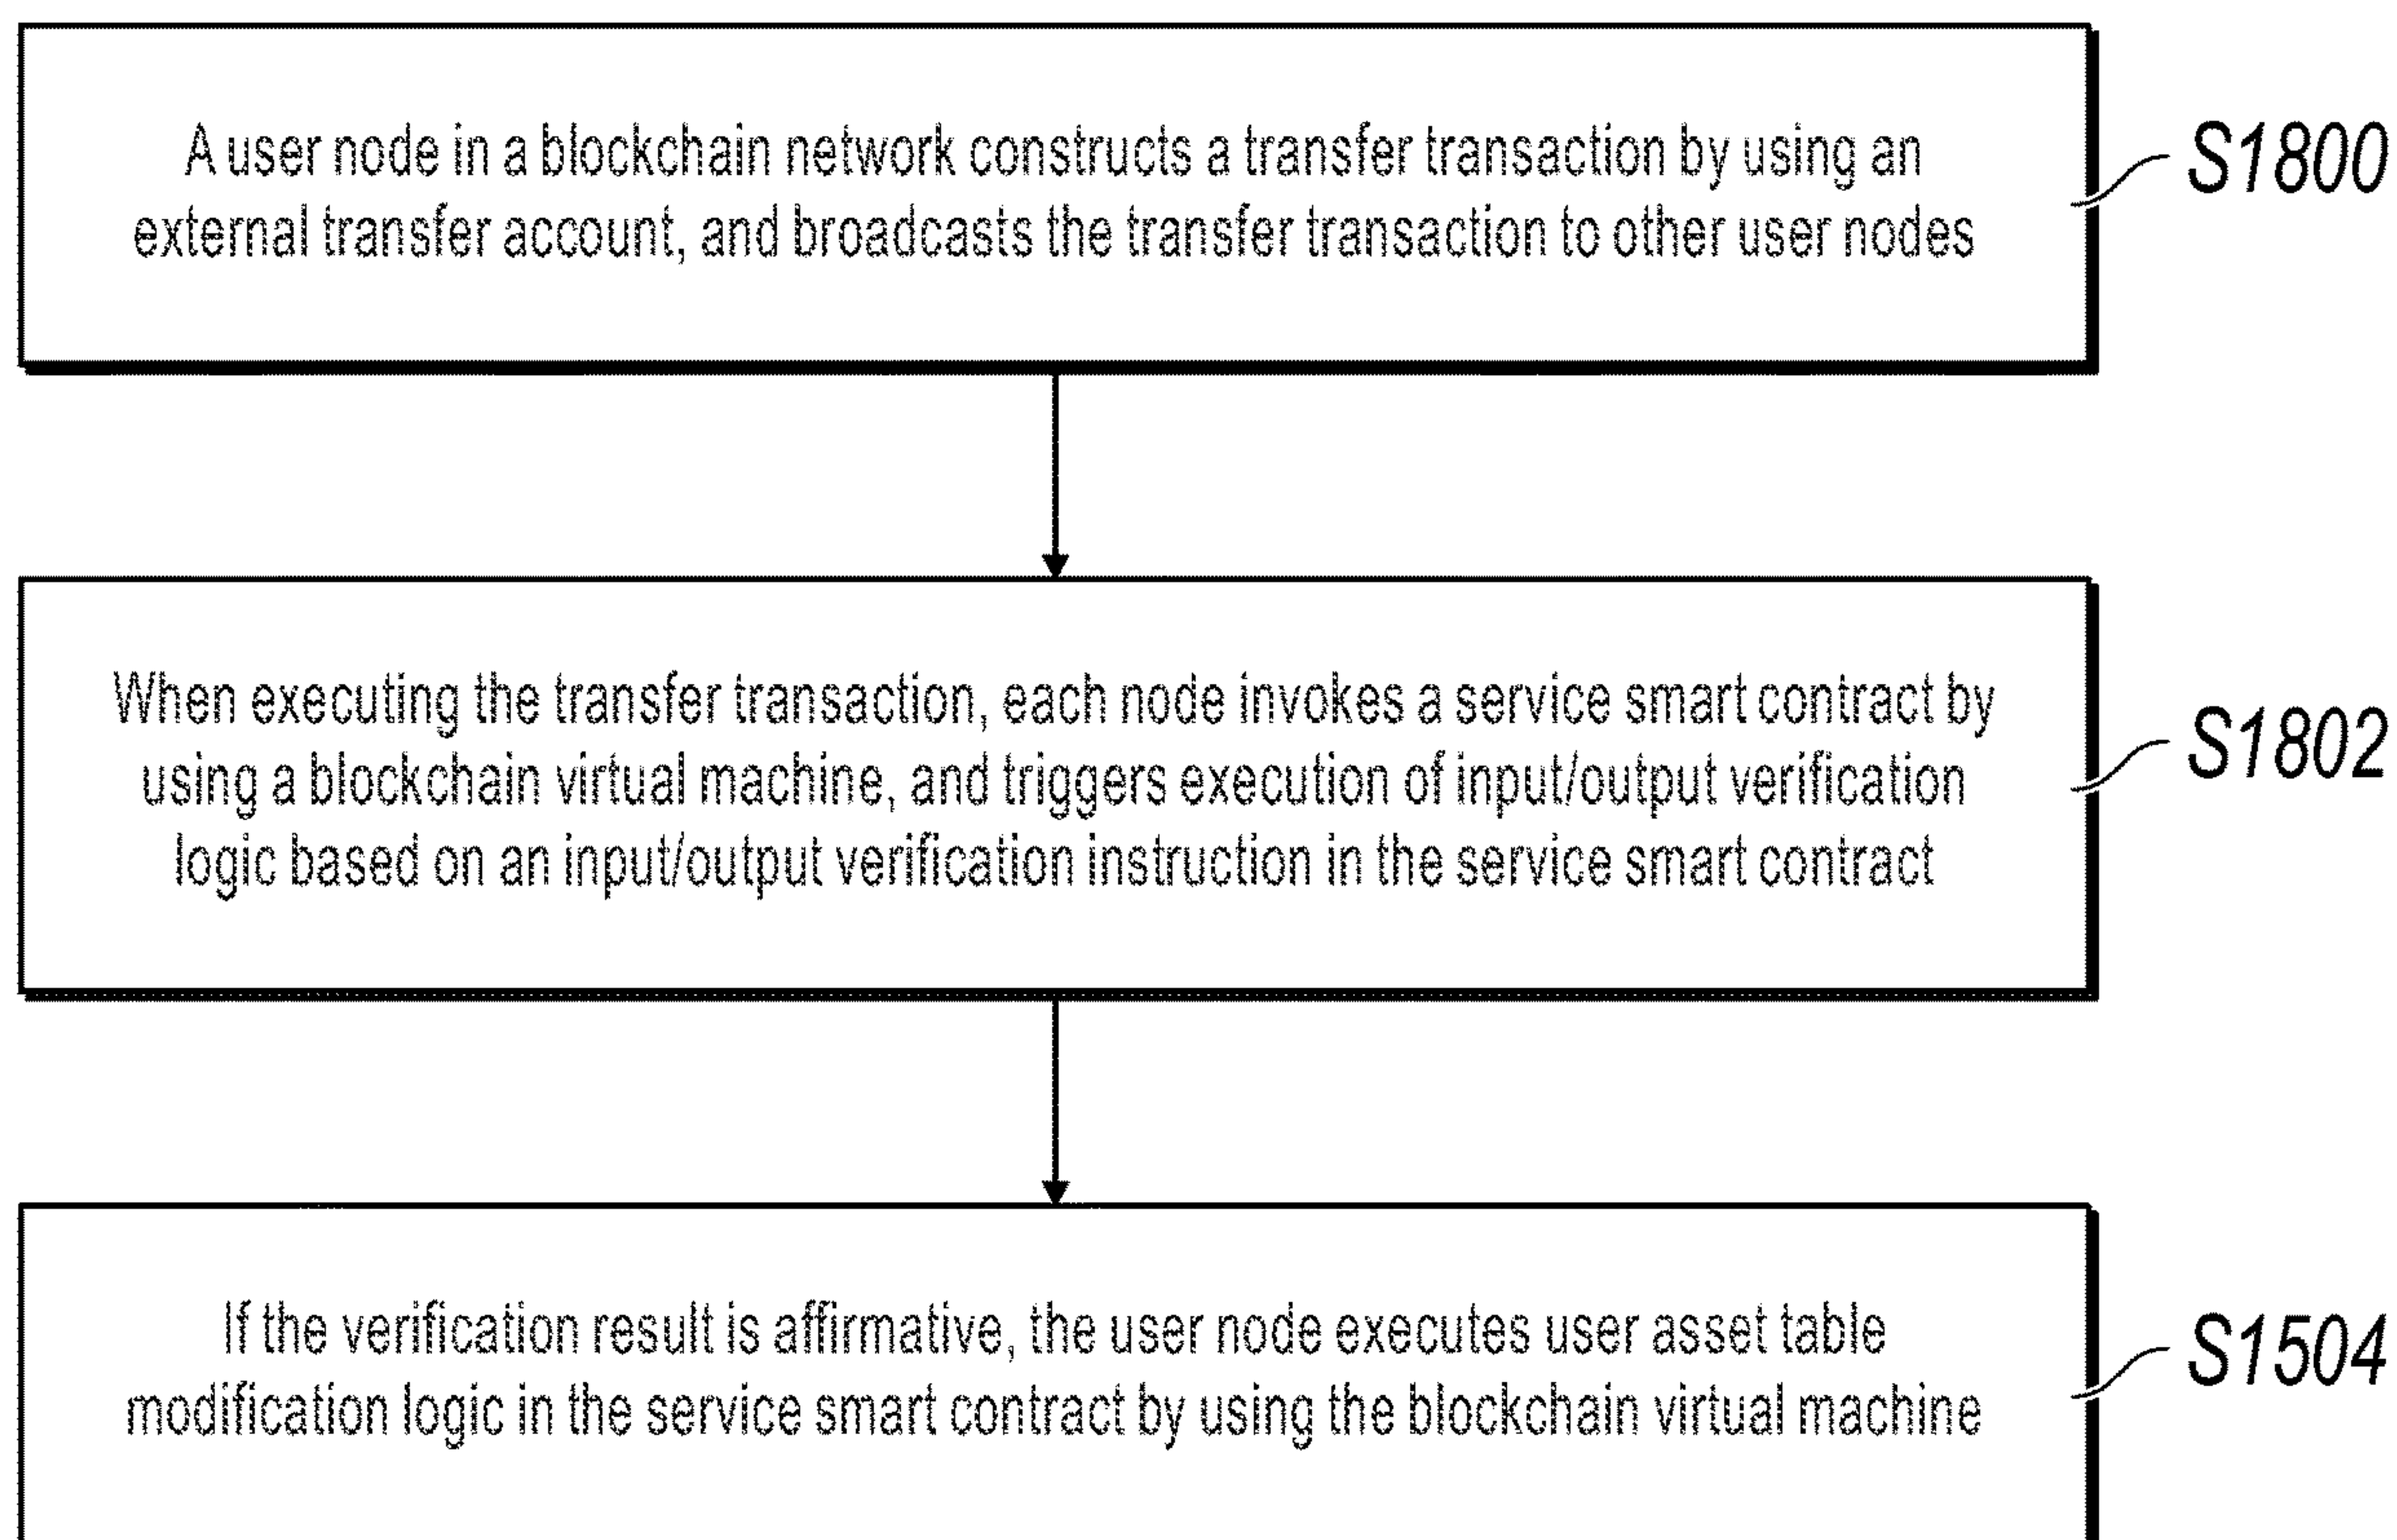 A user node in a blockchain network constructs a transfer transaction by using an
external transfer account, and broadcasts the transfer transaction to other user nodes
S1800
When executing the transfer transaction, each node invokes a service smart contract by
using a blockchain virtual machine, and triggers execution of input/output verification
logic based on an input/output verification instruction in the service smart contract
S1802
If the verification result is affirmative, the user node executes user asset table
modification logic in the service smart contract by using the blockchain virtual machine
S1504